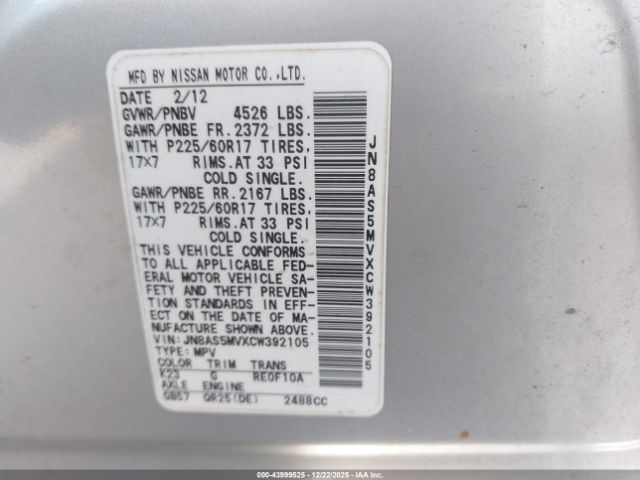 MFD BY NISSAN MOTOR CO.,LTD.
DATE 2/12
GVWR/PNBV 4526 LBS.
GAWR/PNBE FR. 2372 LBS.
WITH P225/60R17 TIRES,
17x7 RIMS. AT 33 PSI
COLD SINGLE.
GAWR/PNBE RR. 2167 LBS.
WITH P225/60R17 TIRES,
17x7 RIMS. AT 33 PSI
COLD SINGLE.
THIS VEHICLE CONFORMS
TO ALL APPLICABLE FED-
ERAL MOTOR VEHICLE SA-
FETY AND THEFT PREVEN-
TION STANDARDS IN EFF-
ECT ON THE DATE OF MA-
NUFACTURE SHOWN ABOVE.
VIN: JN8AS5MVXCW392105
TYPE: MPV
COLOR TRIM TRANS
K23 G RE0F10A
AXLE ENGINE
GB57 QR25(DE) 2488CC
JN8AS5MVXCW392105
000-43999525 - 12/22/2025 - IAAI.COM